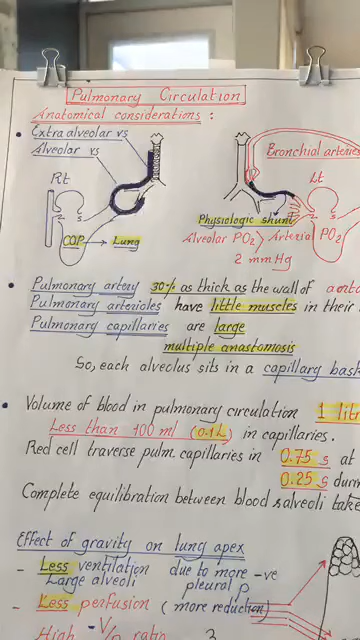 Pulmonary Circulation
Anatomical considerations :
Extra alveolar vs
Alveolar vs
Bronchial arteries
Rt
Lt
Physiologic shunt
COP → Lung
Alveolar PO2 > Arterial PO2
2 mmHg
Pulmonary artery 30% as thick as the wall of aorta
Pulmonary arterioles have little muscles in their
Pulmonary capillaries are large
multiple anastomosis
So, each alveolus sits in a capillary bask
Volume of blood in pulmonary circulation 1 litr
Less than 100 ml (0.1L) in capillaries.
Red cell traverse pulm. capillaries in 0.75 s at
0.25 s durin
Complete equilibration between blood & alveoli take
Effect of gravity on lung apex
- Less ventilation due to more -ve
Large alveoli pleural P
- Less perfusion (more reduction)
High V/Q ratio